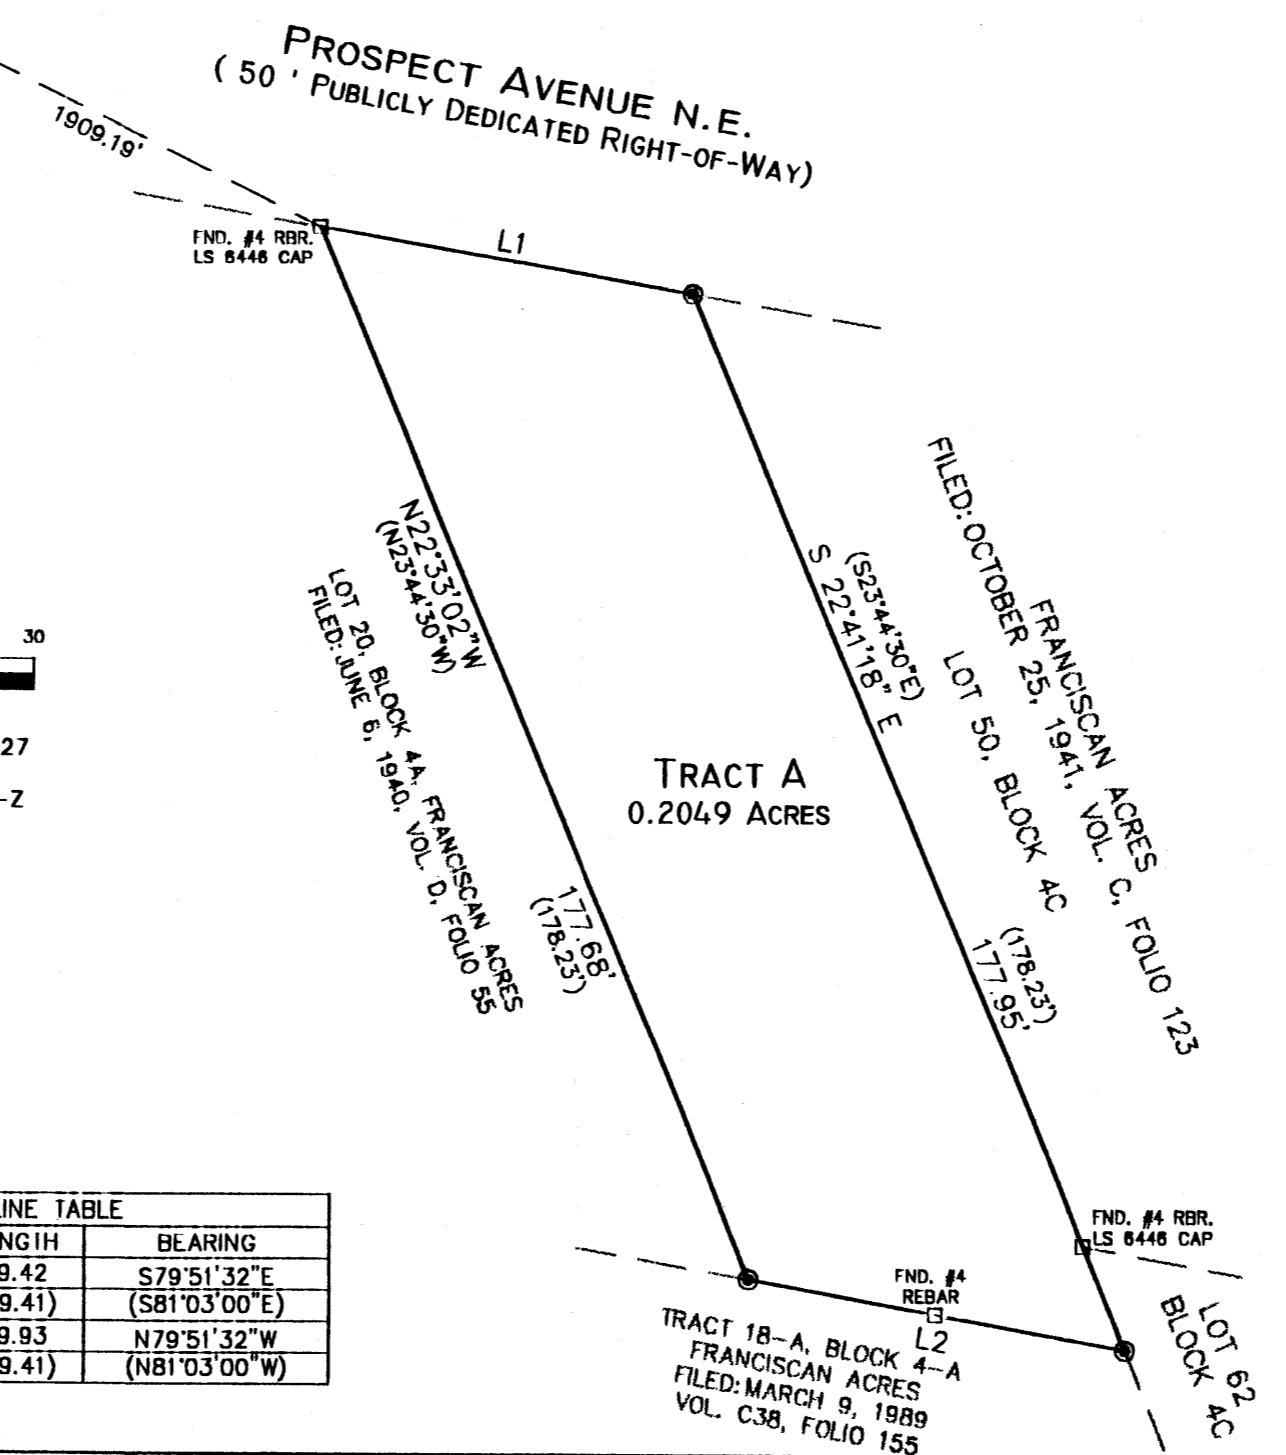 PROSPECT AVENUE N.E.
( 50 ' PUBLICLY DEDICATED RIGHT-OF-WAY)
1909.19'
FND. #4 RBR.
LS 6446 CAP
L1
N22°33'02"W
(N23°44'30"W)
LOT 20, BLOCK 4A, FRANCISCAN ACRES
FILED: JUNE 6, 1940, VOL. D, FOLIO 55
177.68'
(178.23')
(S23°44'30"E)
S 22°41'18" E
FRANCISCAN ACRES
FILED: OCTOBER 25, 1941, VOL. C, FOLIO 123
LOT 50, BLOCK 4C
(178.23')
177.95'
TRACT A
0.2049 ACRES
30
27
-Z
FND. #4 RBR.
LS 6446 CAP
FND. #4
REBAR
L2
LOT 62
BLOCK 4C
TRACT 18-A, BLOCK 4-A
FRANCISCAN ACRES
FILED: MARCH 9, 1989
VOL. C38, FOLIO 155
LINE TABLE
NGTH BEARING
9.42 S79°51'32"E
9.41) (S81°03'00"E)
9.93 N79°51'32"W
9.41) (N81°03'00"W)